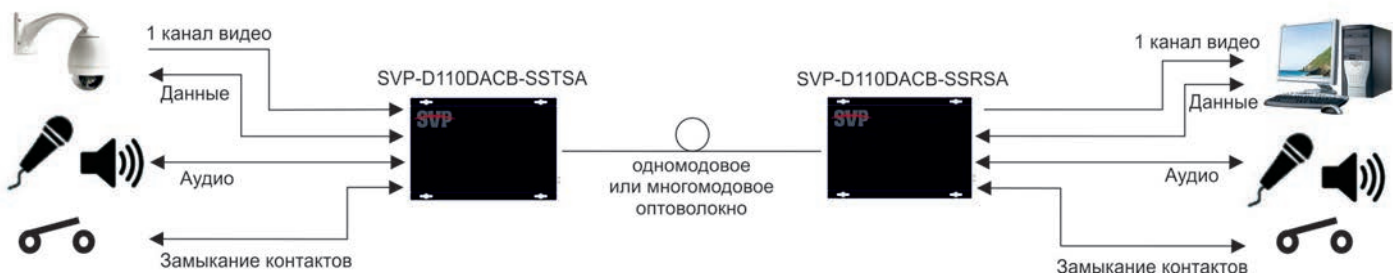 1 канал видео
Данные
Аудио
Замыкание контактов
SVP-D110DACB-SSTSA
SVP
одномодовое
или многомодовое
оптоволокно
SVP-D110DACB-SSRSA
SVP
1 канал видео
Данные
Аудио
Замыкание контактов